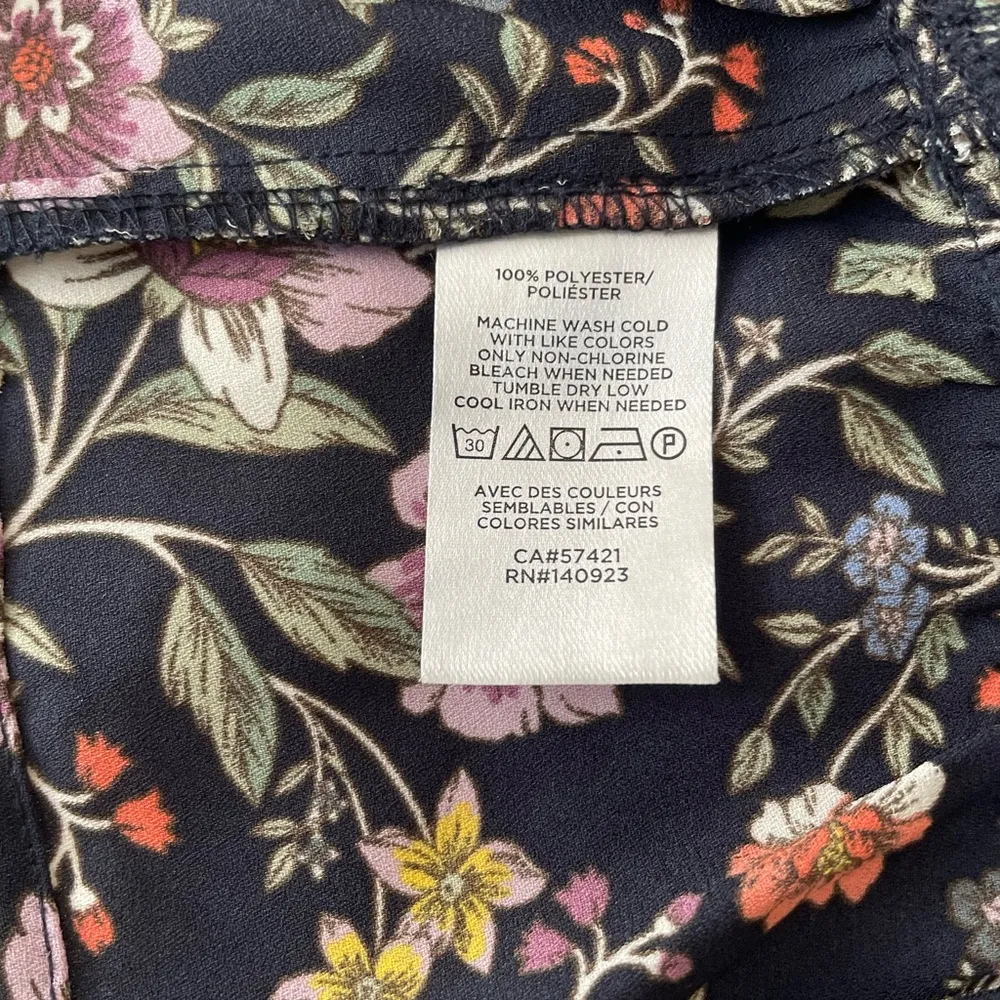 100% POLYESTER/
POLIÉSTER
MACHINE WASH COLD
WITH LIKE COLORS
ONLY NON-CHLORINE
BLEACH WHEN NEEDED
TUMBLE DRY LOW
COOL IRON WHEN NEEDED
30 P
AVEC DES COULEURS
SEMBLABLES / CON
COLORES SIMILARES
CA#57421
RN#140923